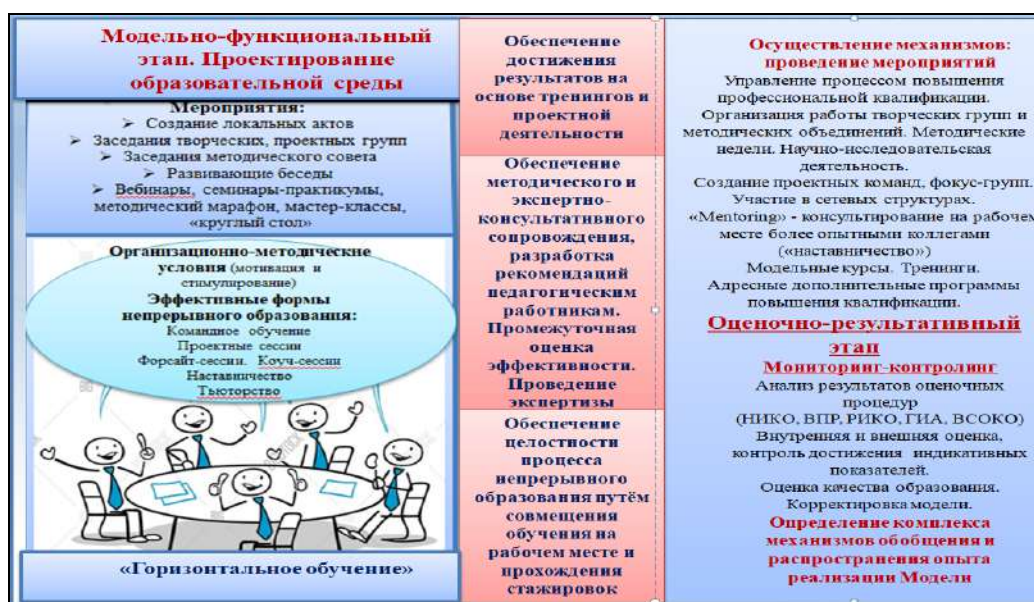 Модельно-функциональный
этап. Проектирование
образовательной среды
Мероприятия:
➢ Создание локальных актов
➢ Заседания творческих, проектных групп
➢ Заседания методического совета
➢ Развивающие беседы
➢ Вебинары, семинары-практикумы,
методический марафон, мастер-классы,
«круглый стол»
Организационно-методические
условия (мотивация и
стимулирование)
Эффективные формы
непрерывного образования:
Командное обучение
Проектные сессии
Форсайт-сессии. Коуч-сессии
Наставничество
Тьюторство
«Горизонтальное обучение»
Обеспечение
достижения
результатов на
основе тренингов и
проектной
деятельности
Обеспечение
методического и
экспертно-
консультативного
сопровождения,
разработка
рекомендаций
педагогическим
работникам.
Промежуточная
оценка
эффективности.
Проведение
экспертизы
Обеспечение
целостности
процесса
непрерывного
образования путём
совмещения
обучения на
рабочем месте и
прохождения
стажировок
Осуществление механизмов:
проведение мероприятий
Управление процессом повышения
профессиональной квалификации.
Организация работы творческих групп и
методических объединений. Методические
недели. Научно-исследовательская
деятельность.
Создание проектных команд, фокус-групп.
Участие в сетевых структурах.
«Mentoring» - консультирование на рабочем
месте более опытными коллегами
(«наставничество»)
Модельные курсы. Тренинги.
Адресные дополнительные программы
повышения квалификации.
Оценочно-результативный
этап
Мониторинг-контролинг
Анализ результатов оценочных
процедур
(НИКО, ВПР, РИКО, ГИА, ВСОКО)
Внутренняя и внешняя оценка,
контроль достижения индикативных
показателей.
Оценка качества образования.
Корректировка модели.
Определение комплекса
механизмов обобщения и
распространения опыта
реализации Модели